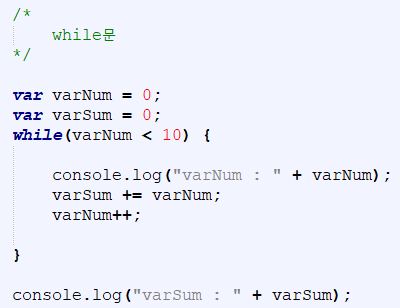 /*
    while문
*/

var varNum = 0;
var varSum = 0;
while(varNum < 10) {

    console.log("varNum : " + varNum);
    varSum += varNum;
    varNum++;

}

console.log("varSum : " + varSum);